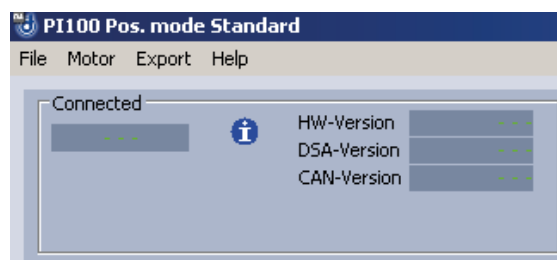 PI100 Pos. mode Standard
File Motor Export Help
Connected
- - -
HW-Version - - -
DSA-Version - - -
CAN-Version - - -